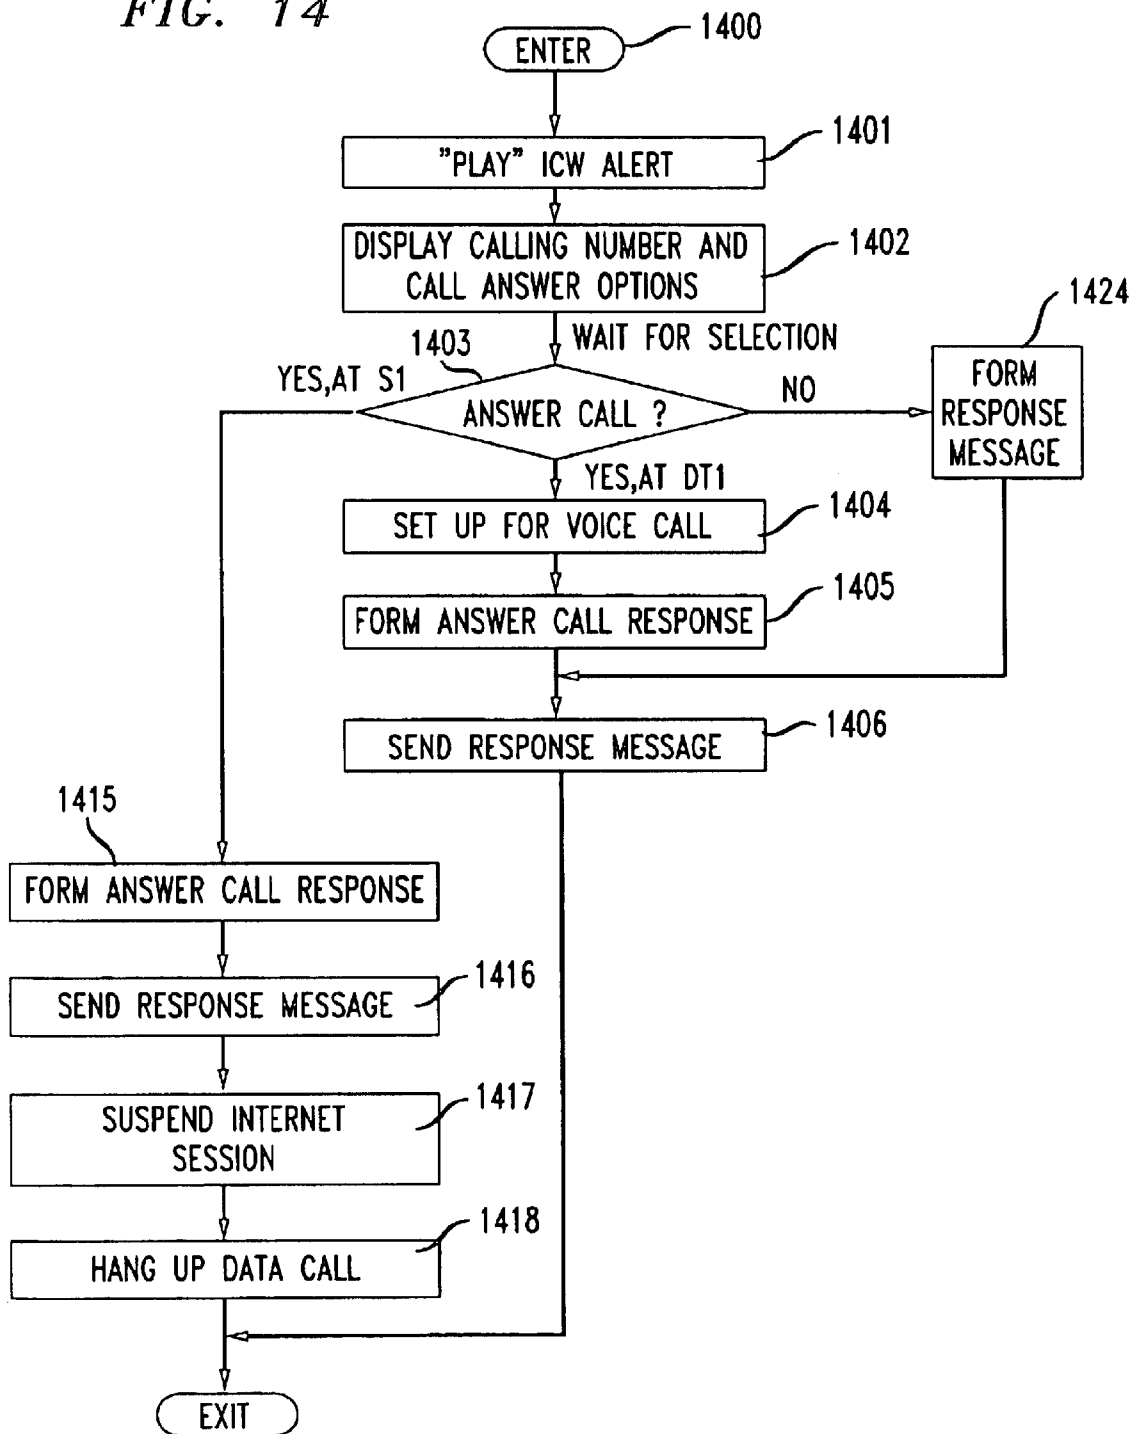 FIG. 14
ENTER
1400
"PLAY" ICW ALERT
1401
DISPLAY CALLING NUMBER AND
CALL ANSWER OPTIONS
1402
WAIT FOR SELECTION
1403
ANSWER CALL ?
YES,AT S1
NO
1424
FORM
RESPONSE
MESSAGE
YES,AT DT1
SET UP FOR VOICE CALL
1404
FORM ANSWER CALL RESPONSE
1405
SEND RESPONSE MESSAGE
1406
1415
FORM ANSWER CALL RESPONSE
SEND RESPONSE MESSAGE
1416
SUSPEND INTERNET
SESSION
1417
HANG UP DATA CALL
1418
EXIT